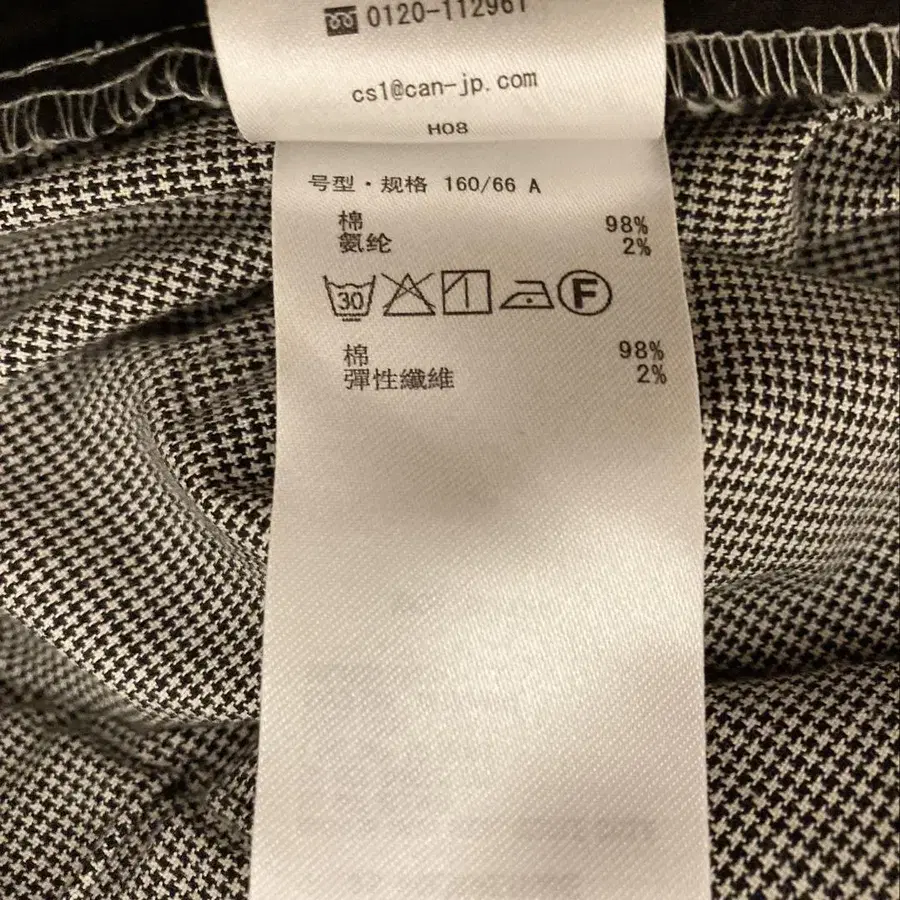 0120-112961
cs1@can-jp.com
H08
号型・规格 160/66 A
棉 98%
氨纶 2%
30
F
棉 98%
彈性纖維 2%